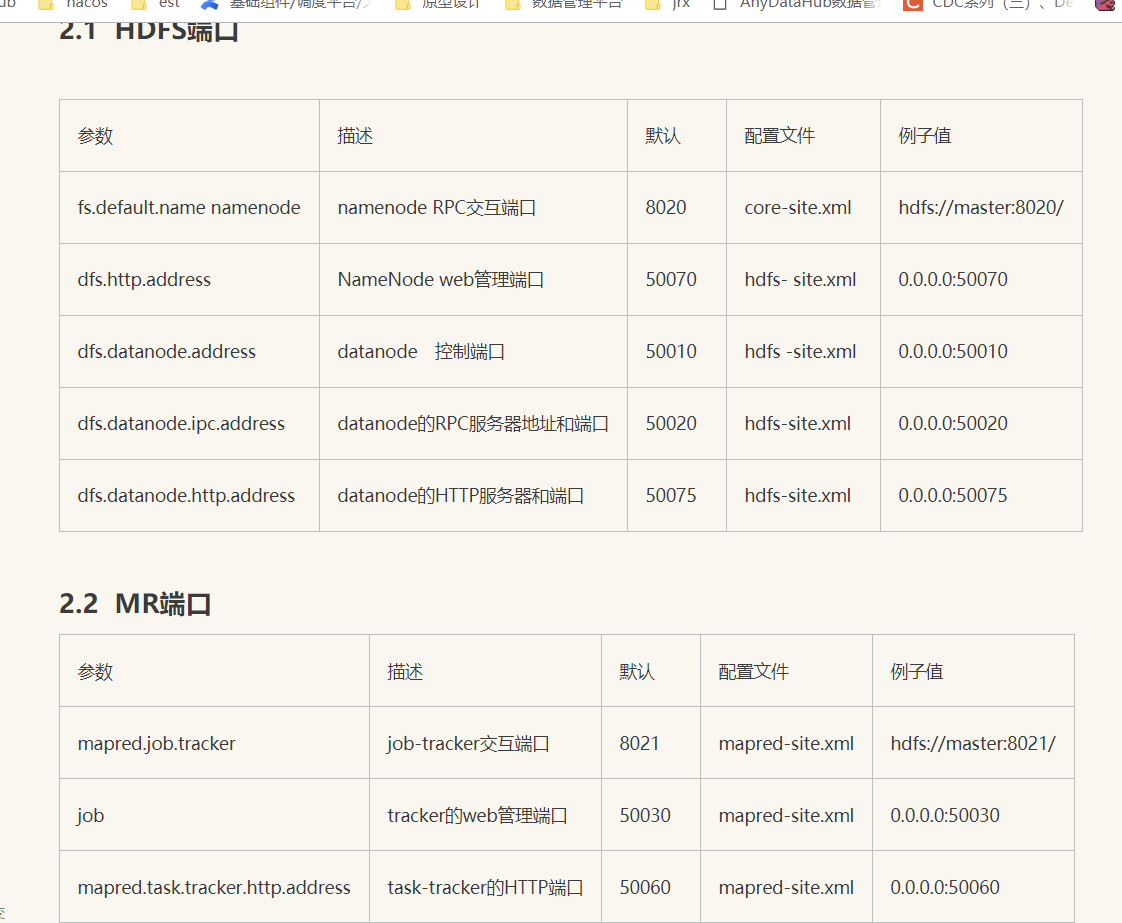 nacos
est
基础组件/调度平台/
原型设计
数据管理平台
jrx
AnyDataHub数据管
CDC系列（三）、De
2.1 HDFS端口
参数 描述 默认 配置文件 例子值
fs.default.name namenode namenode RPC交互端口 8020 core-site.xml hdfs://master:8020/
dfs.http.address NameNode web管理端口 50070 hdfs- site.xml 0.0.0.0:50070
dfs.datanode.address datanode 控制端口 50010 hdfs -site.xml 0.0.0.0:50010
dfs.datanode.ipc.address datanode的RPC服务器地址和端口 50020 hdfs-site.xml 0.0.0.0:50020
dfs.datanode.http.address datanode的HTTP服务器和端口 50075 hdfs-site.xml 0.0.0.0:50075
2.2 MR端口
参数 描述 默认 配置文件 例子值
mapred.job.tracker job-tracker交互端口 8021 mapred-site.xml hdfs://master:8021/
job tracker的web管理端口 50030 mapred-site.xml 0.0.0.0:50030
mapred.task.tracker.http.address task-tracker的HTTP端口 50060 mapred-site.xml 0.0.0.0:50060